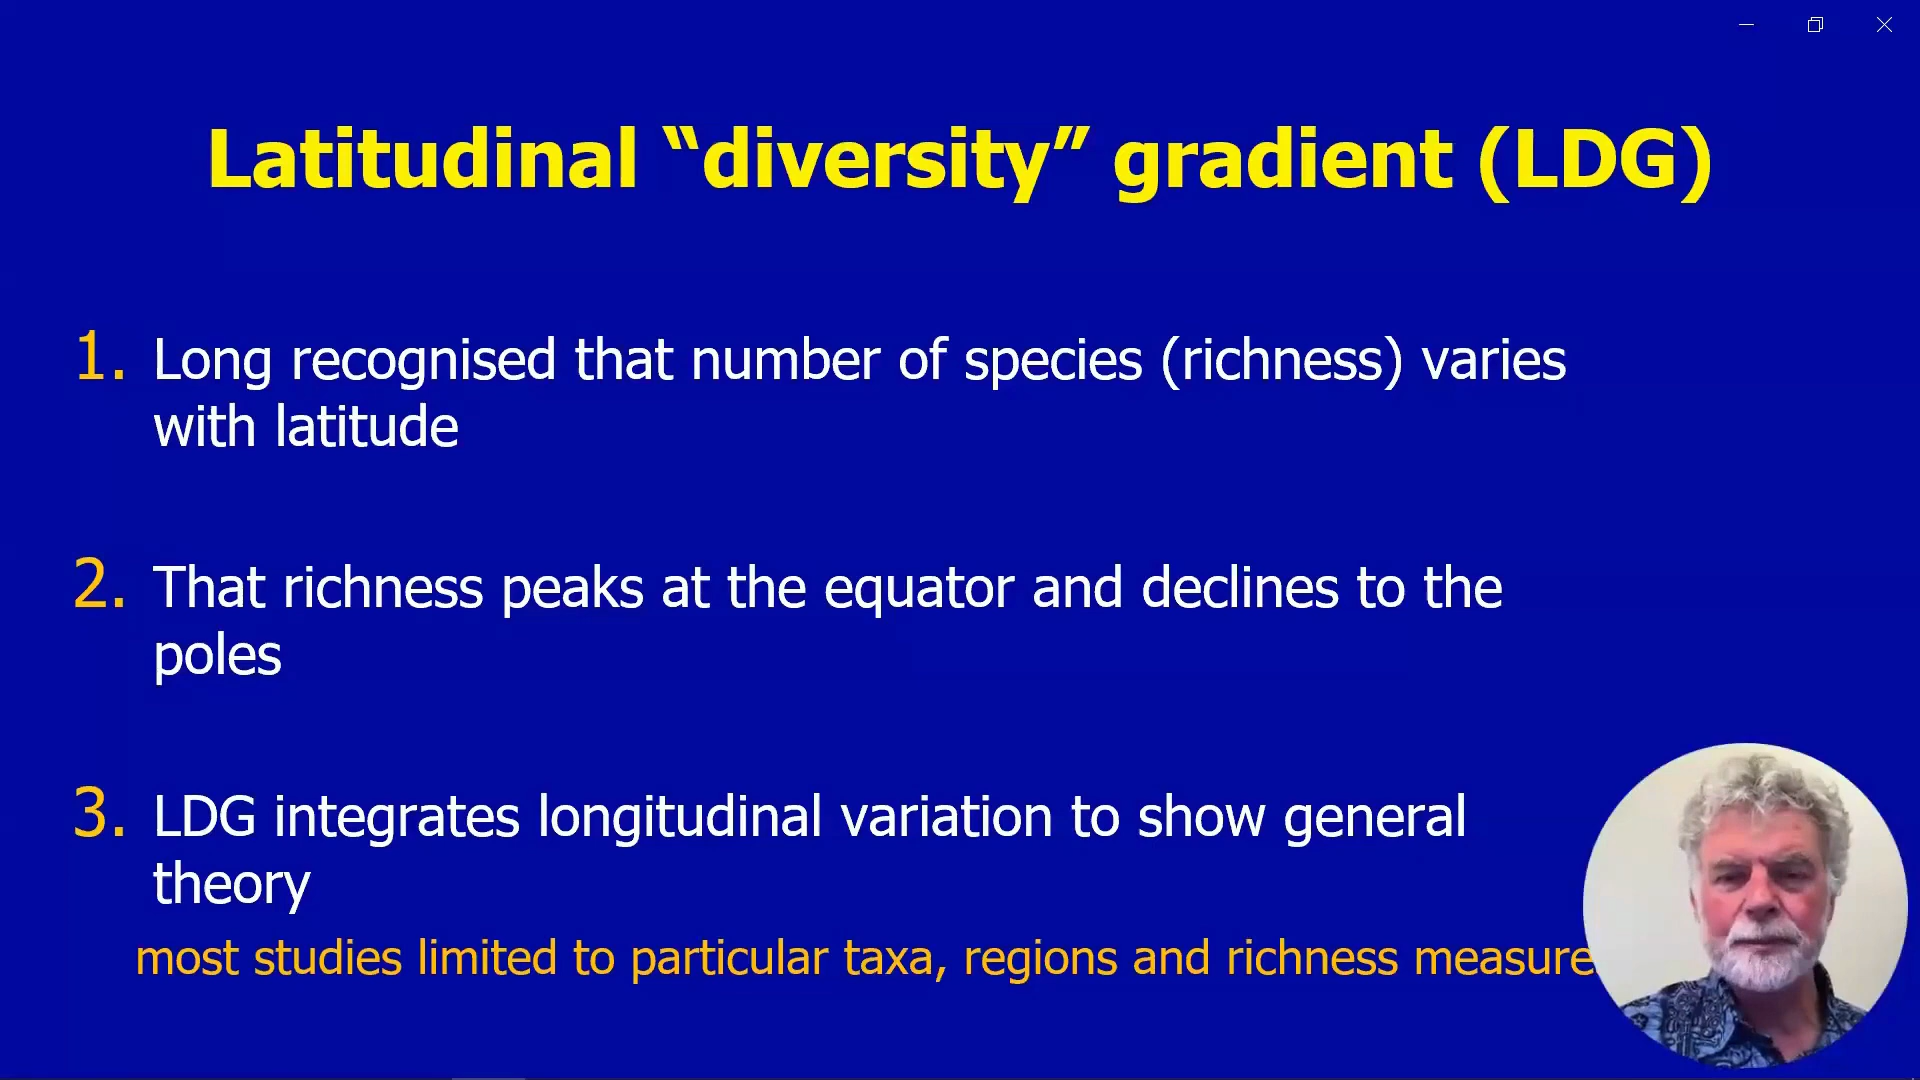 Latitudinal “diversity” gradient (LDG)
1. Long recognised that number of species (richness) varies
with latitude
2. That richness peaks at the equator and declines to the
poles
3. LDG integrates longitudinal variation to show general
theory
most studies limited to particular taxa, regions and richness measure